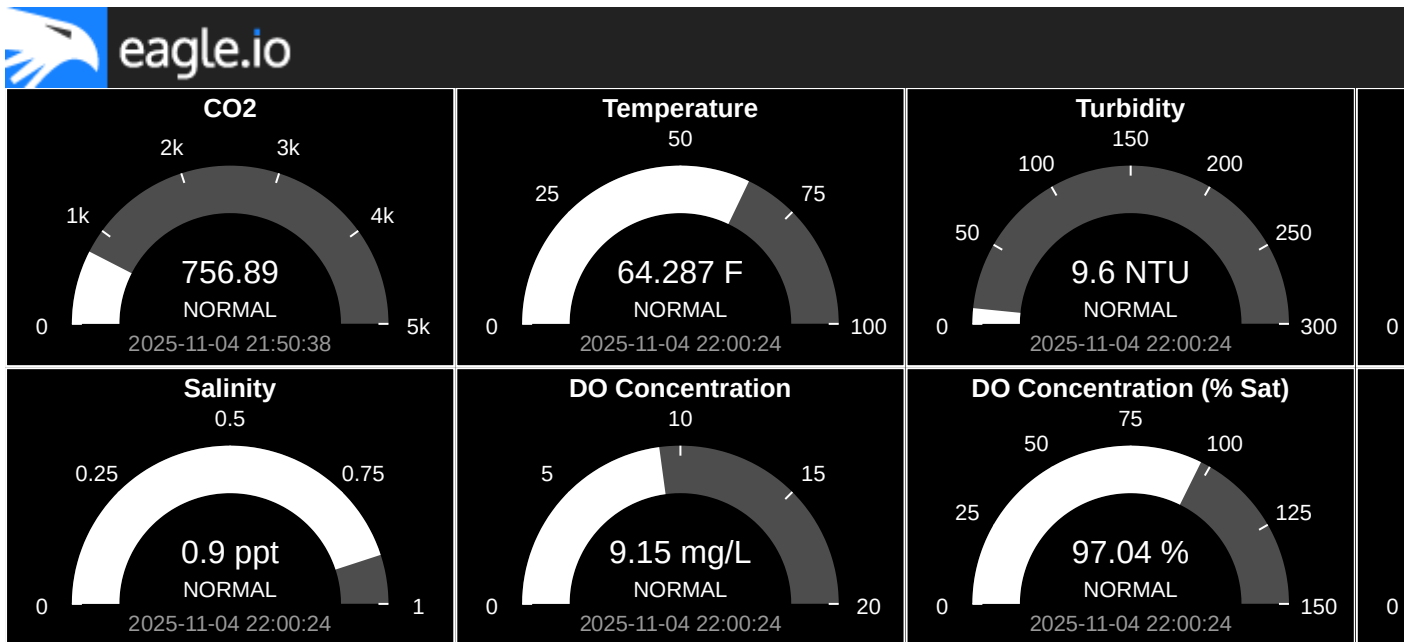 eagle.io
CO2
2k
3k
1k
4k
756.89
NORMAL
0
5k
2025-11-04 21:50:38
Temperature
50
25
75
64.287 F
NORMAL
0
100
2025-11-04 22:00:24
Turbidity
150
100
200
50
250
9.6 NTU
NORMAL
0
300
2025-11-04 22:00:24
0
Salinity
0.5
0.25
0.75
0.9 ppt
NORMAL
0
1
2025-11-04 22:00:24
DO Concentration
10
5
15
9.15 mg/L
NORMAL
0
20
2025-11-04 22:00:24
DO Concentration (% Sat)
75
50
100
25
125
97.04 %
NORMAL
0
150
2025-11-04 22:00:24
0